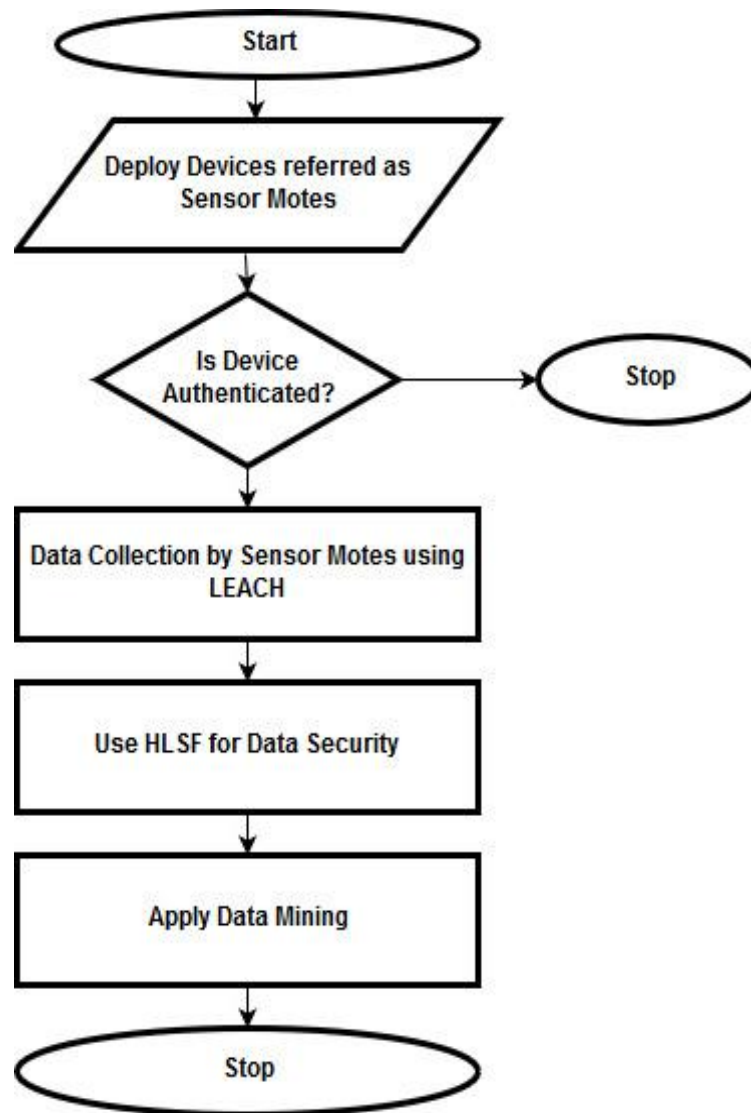 Start
Deploy Devices referred as
Sensor Motes
Is Device
Authenticated?
Stop
Data Collection by Sensor Motes using
LEACH
Use HLSF for Data Security
Apply Data Mining
Stop